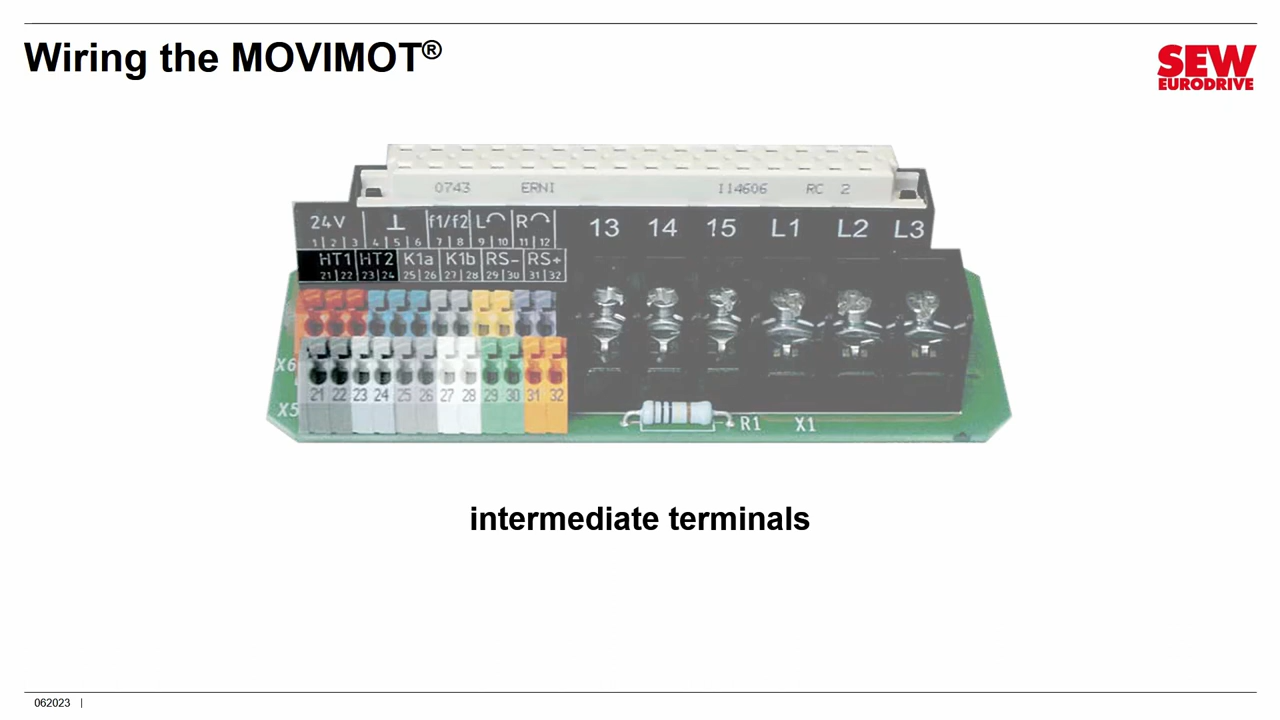 Wiring the MOVIMOT®
SEW
EURODRIVE
0743 ERNI 114606 RC 2
24V ⊥ f1/f2 L↶ R↷ 13 14 15 L1 L2 L3
1 2 3 4 5 6 7 8 9 10 11 12
HT1 HT2 K1a K1b RS- RS+
21 22 23 24 25 26 27 28 29 30 31 32
X6
21 22 23 24 25 26 27 28 29 30 31 32
X5 R1 X1
intermediate terminals
062023 |